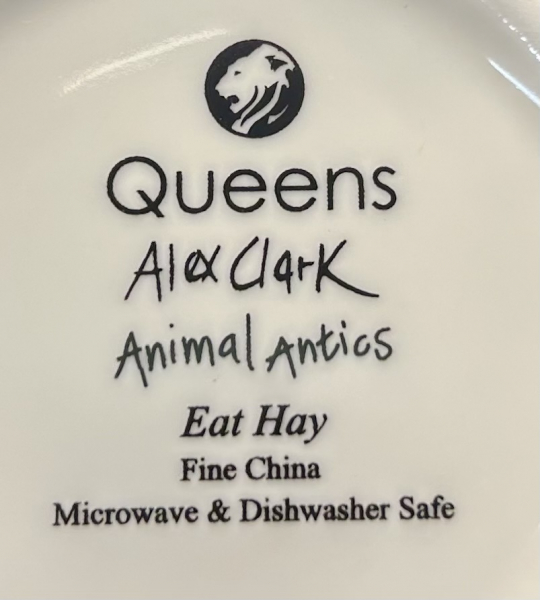 Queens
Alex Clark
Animal Antics
Eat Hay
Fine China
Microwave & Dishwasher Safe